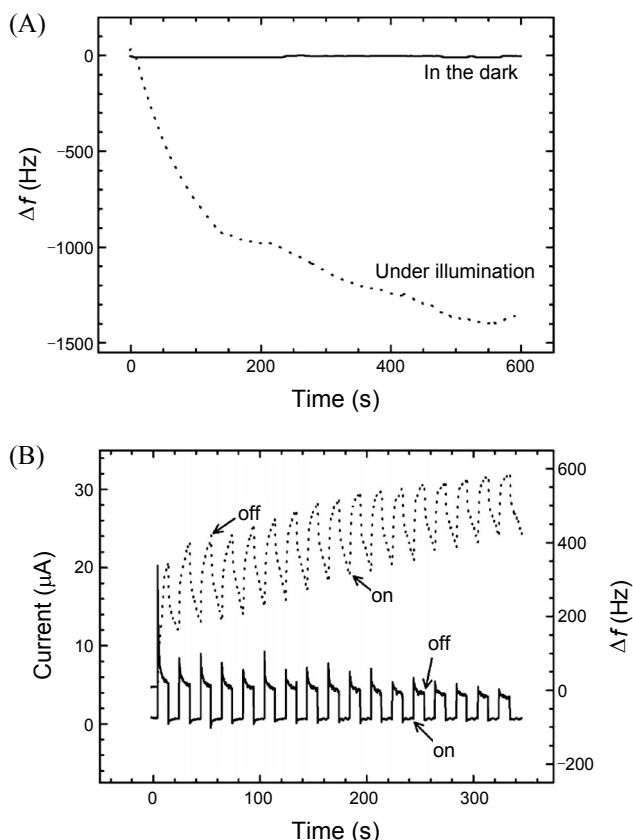 (A)
0
−500
−1000
−1500
Δf (Hz)
In the dark
Under illumination
0 200 400 600
Time (s)
(B)
30
20
10
0
Current (μA)
off
on
off
on
600
400
200
0
−200
Δf (Hz)
0 100 200 300
Time (s)